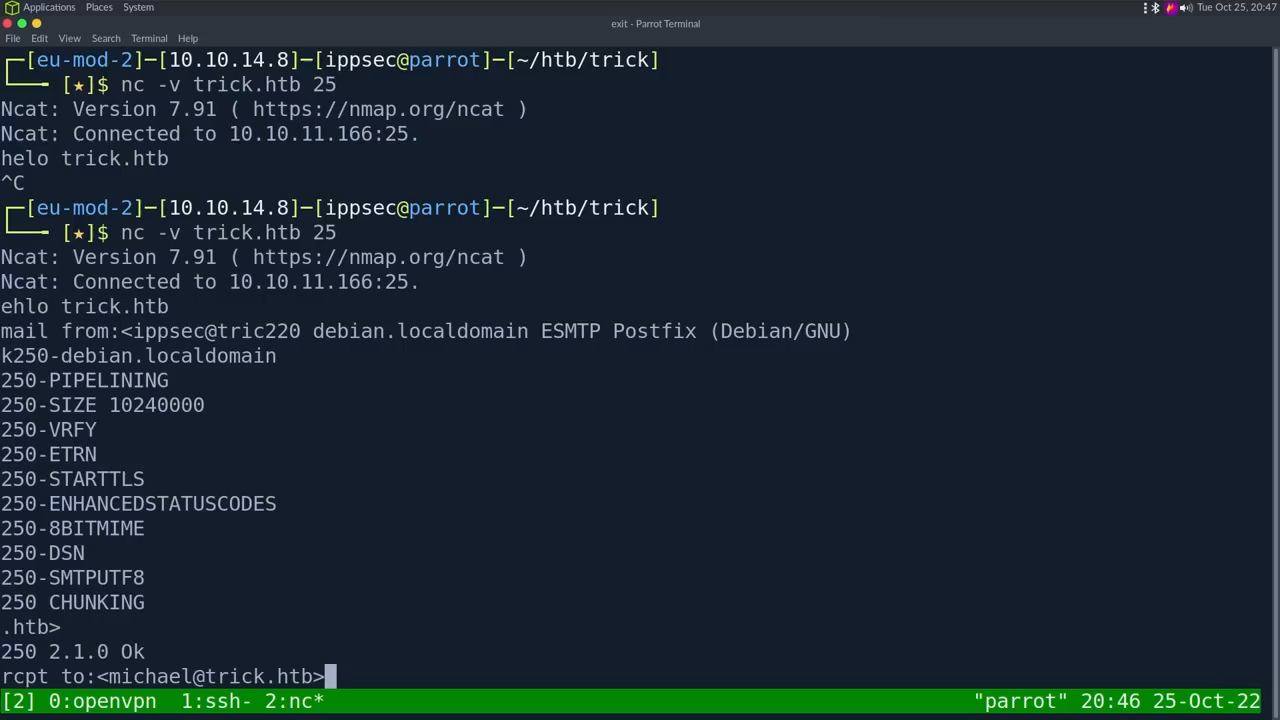 Applications Places System Tue Oct 25, 20:47
exit - Parrot Terminal
File Edit View Search Terminal Help
┌─[eu-mod-2]─[10.10.14.8]─[ippsec@parrot]─[~/htb/trick]
└──╼ [★]$ nc -v trick.htb 25
Ncat: Version 7.91 ( https://nmap.org/ncat )
Ncat: Connected to 10.10.11.166:25.
helo trick.htb
^C
┌─[eu-mod-2]─[10.10.14.8]─[ippsec@parrot]─[~/htb/trick]
└──╼ [★]$ nc -v trick.htb 25
Ncat: Version 7.91 ( https://nmap.org/ncat )
Ncat: Connected to 10.10.11.166:25.
ehlo trick.htb
mail from:<ippsec@tric220 debian.localdomain ESMTP Postfix (Debian/GNU)
k250-debian.localdomain
250-PIPELINING
250-SIZE 10240000
250-VRFY
250-ETRN
250-STARTTLS
250-ENHANCEDSTATUSCODES
250-8BITMIME
250-DSN
250-SMTPUTF8
250 CHUNKING
.htb>
250 2.1.0 Ok
rcpt to:<michael@trick.htb>
[2] 0:openvpn 1:ssh- 2:nc* "parrot" 20:46 25-Oct-22